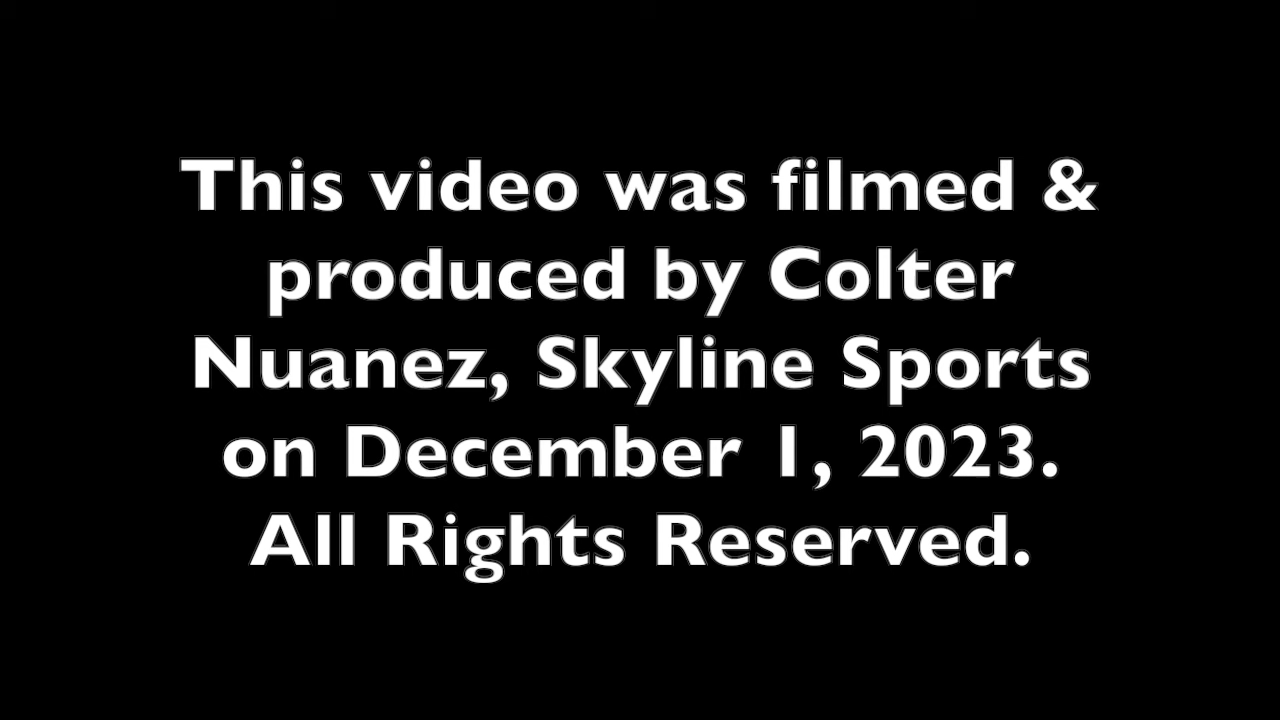 This video was filmed &
produced by Colter
Nuanez, Skyline Sports
on December 1, 2023.
All Rights Reserved.